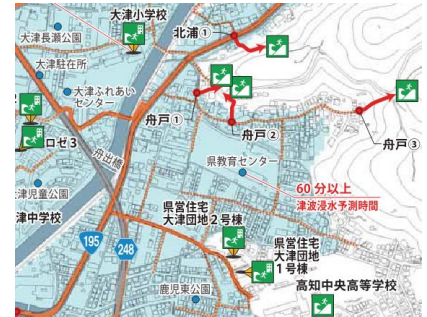 大津小学校
北浦①
大津長瀬公園
大津駐在所
大津ふれあい
センター
舟戸①
舟戸②
舟戸③
ロゼ3
舟出橋
県教育センター
60分以上
津波浸水予測時間
津児童公園
津中学校
県営住宅
大津団地2号棟
195
248
県営住宅
大津団地
1号棟
鹿児東公園
高知中央高等学校